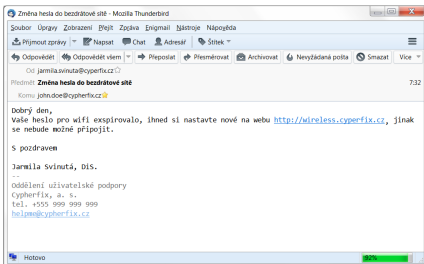 Změna hesla do bezdrátové sítě - Mozilla Thunderbird
Soubor Úpravy Zobrazení Přejít Zpráva Enigmail Nástroje Nápověda
Přijmout zprávy Napsat Chat Adresář Štítek
Odpovědět Odpovědět všem Přeposlat Přesměrovat Archivovat Nevyžádaná pošta Smazat Více
Od jarmila.svinuta@cyperfix.cz
Předmět Změna hesla do bezdrátové sítě 7:32
Komu john.doe@cypherfix.cz
Dobrý den,
Vaše heslo pro wifi exspirovalo, ihned si nastavte nové na webu http://wireless.cyperfix.cz, jinak
se nebude možné připojit.
S pozdravem
Jarmila Svinutá, DiS.
--
Oddělení uživatelské podpory
Cypherfix, a. s.
tel. +555 999 999 999
helpme@cypherfix.cz
Hotovo 92%